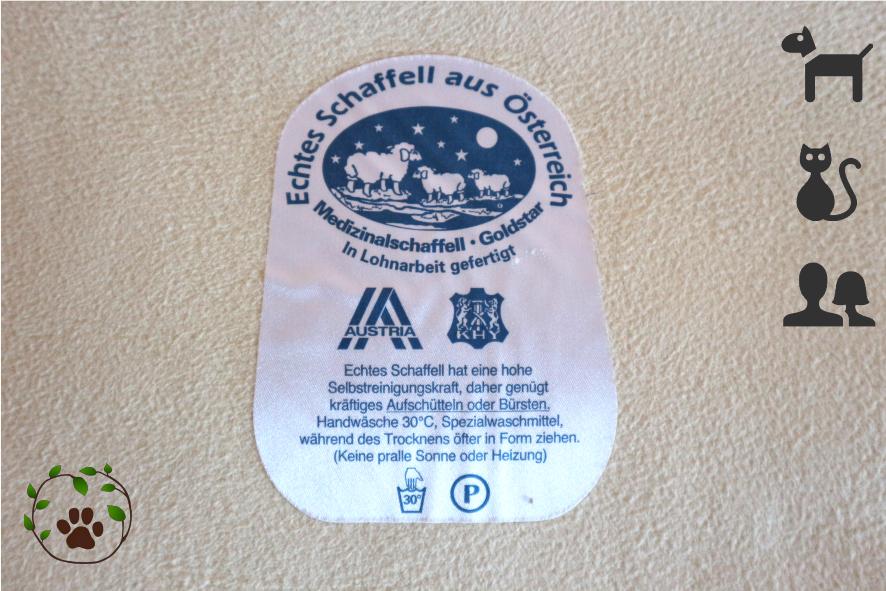 Echtes Schaffell aus Österreich
Medizinalschaffell · Goldstar
In Lohnarbeit gefertigt
AUSTRIA
KHY
Echtes Schaffell hat eine hohe
Selbstreinigungskraft, daher genügt
kräftiges Aufschütteln oder Bürsten,
Handwäsche 30°C, Spezialwaschmittel,
während des Trocknens öfter in Form ziehen.
(Keine pralle Sonne oder Heizung)
30° P